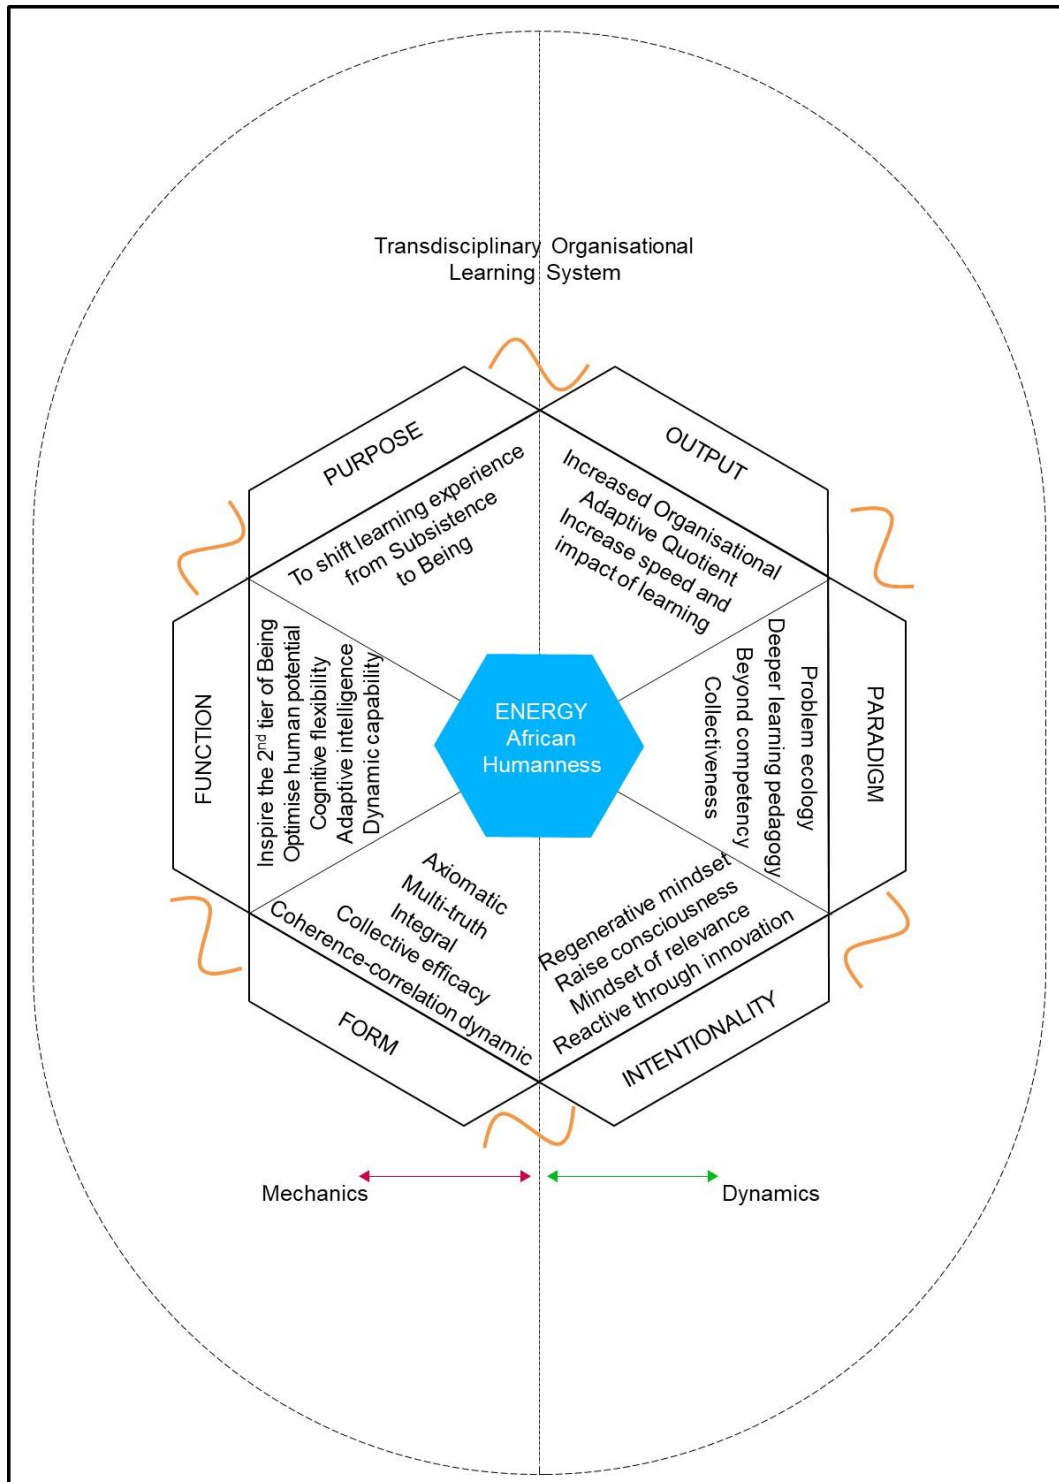 Transdisciplinary Organisational
Learning System
PURPOSE
To shift learning experience
from Subsistence
to Being
OUTPUT
Increased Organisational
Adaptive Quotient
Increase speed and
impact of learning
FUNCTION
Inspire the 2nd tier of Being
Optimise human potential
Cognitive flexibility
Adaptive intelligence
Dynamic capability
ENERGY
African
Humanness
PARADIGM
Problem ecology
Deeper learning pedagogy
Beyond competency
Collectiveness
Axiomatic
Multi-truth
Integral
Collective efficacy
Coherence-correlation dynamic
FORM
Regenerative mindset
Raise consciousness
Mindset of relevance
Reactive through innovation
INTENTIONALITY
Mechanics
Dynamics